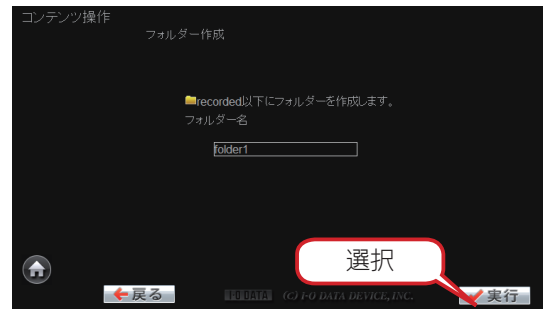 コンテンツ操作
フォルダー作成
recorded以下にフォルダーを作成します。
フォルダー名
folder1
選択
戻る
I-O DATA (C) I-O DATA DEVICE, INC.
実行